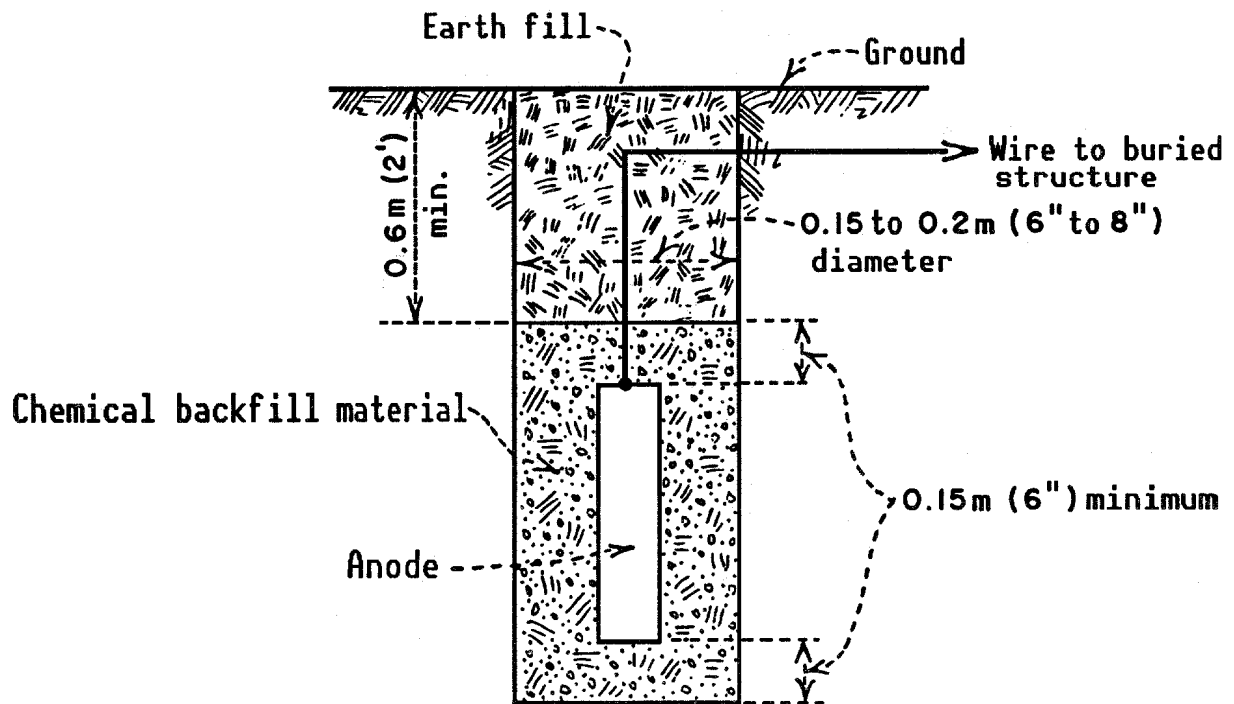 Earth fill
Ground
0.6m (2')
min.
Wire to buried
structure
0.15 to 0.2m (6" to 8")
diameter
Chemical backfill material
0.15m (6") minimum
Anode